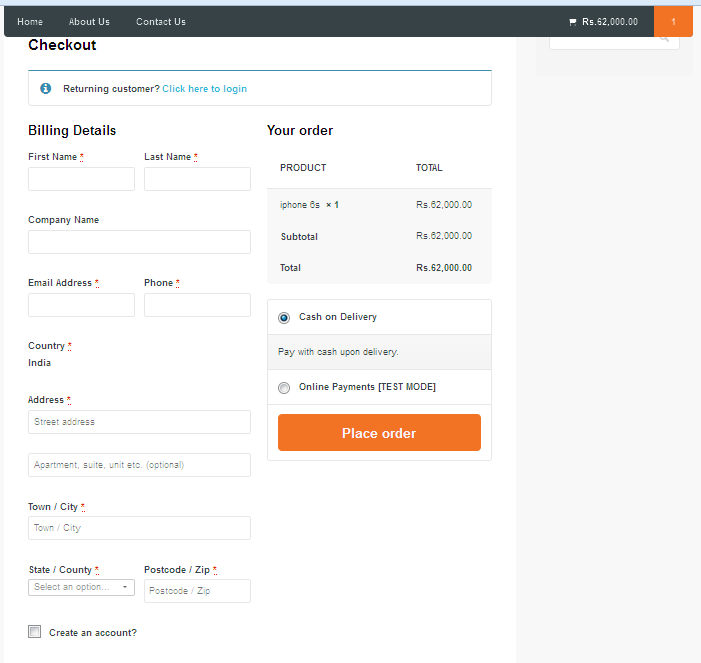 Home About Us Contact Us Rs.62,000.00 1
Checkout
Returning customer? Click here to login
Billing Details
First Name * Last Name *
Company Name
Email Address * Phone *
Country *
India
Address *
Street address
Apartment, suite, unit etc. (optional)
Town / City *
Town / City
State / County * Postcode / Zip *
Select an option... Postcode / Zip
Create an account?
Your order
PRODUCT TOTAL
iphone 6s × 1 Rs.62,000.00
Subtotal Rs.62,000.00
Total Rs.62,000.00
Cash on Delivery
Pay with cash upon delivery.
Online Payments [TEST MODE]
Place order